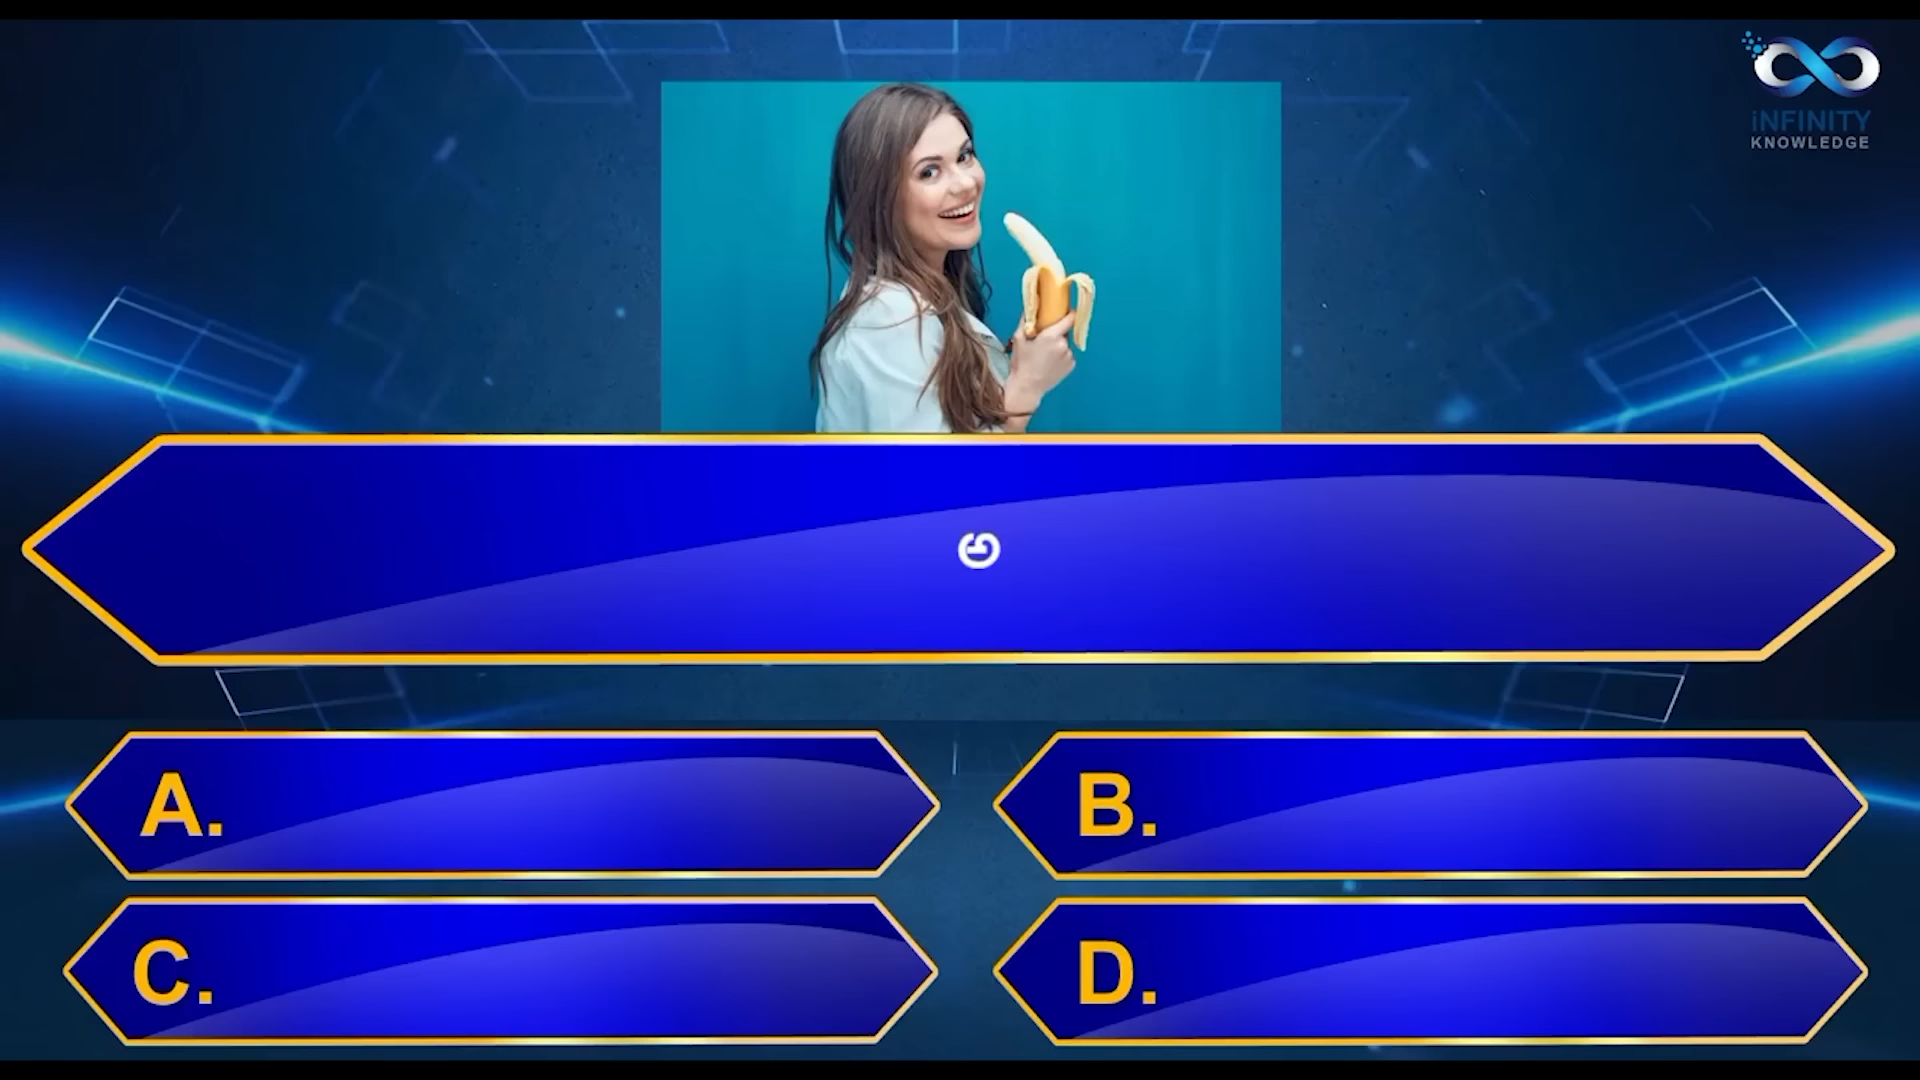 iNFINITY
KNOWLEDGE
అ
A.
B.
C.
D.